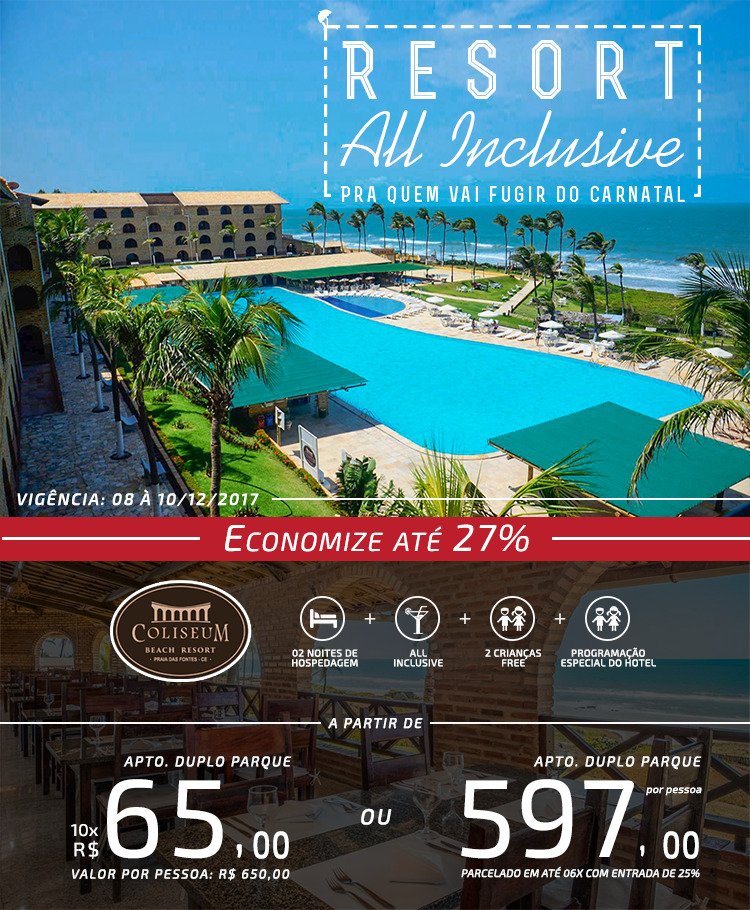 RESORT
All Inclusive
PRA QUEM VAI FUGIR DO CARNATAL
VIGÊNCIA: 08 À 10/12/2017
ECONOMIZE ATÉ 27%
COLISEUM
BEACH RESORT
- PRAIA DAS FONTES - CE -
02 NOITES DE
HOSPEDAGEM
+
ALL
INCLUSIVE
+
2 CRIANÇAS
FREE
+
PROGRAMAÇÃO
ESPECIAL DO HOTEL
A PARTIR DE
APTO. DUPLO PARQUE
10x
R$ 65,00
VALOR POR PESSOA: R$ 650,00
OU
APTO. DUPLO PARQUE
por pessoa
597,00
PARCELADO EM ATÉ 06X COM ENTRADA DE 25%